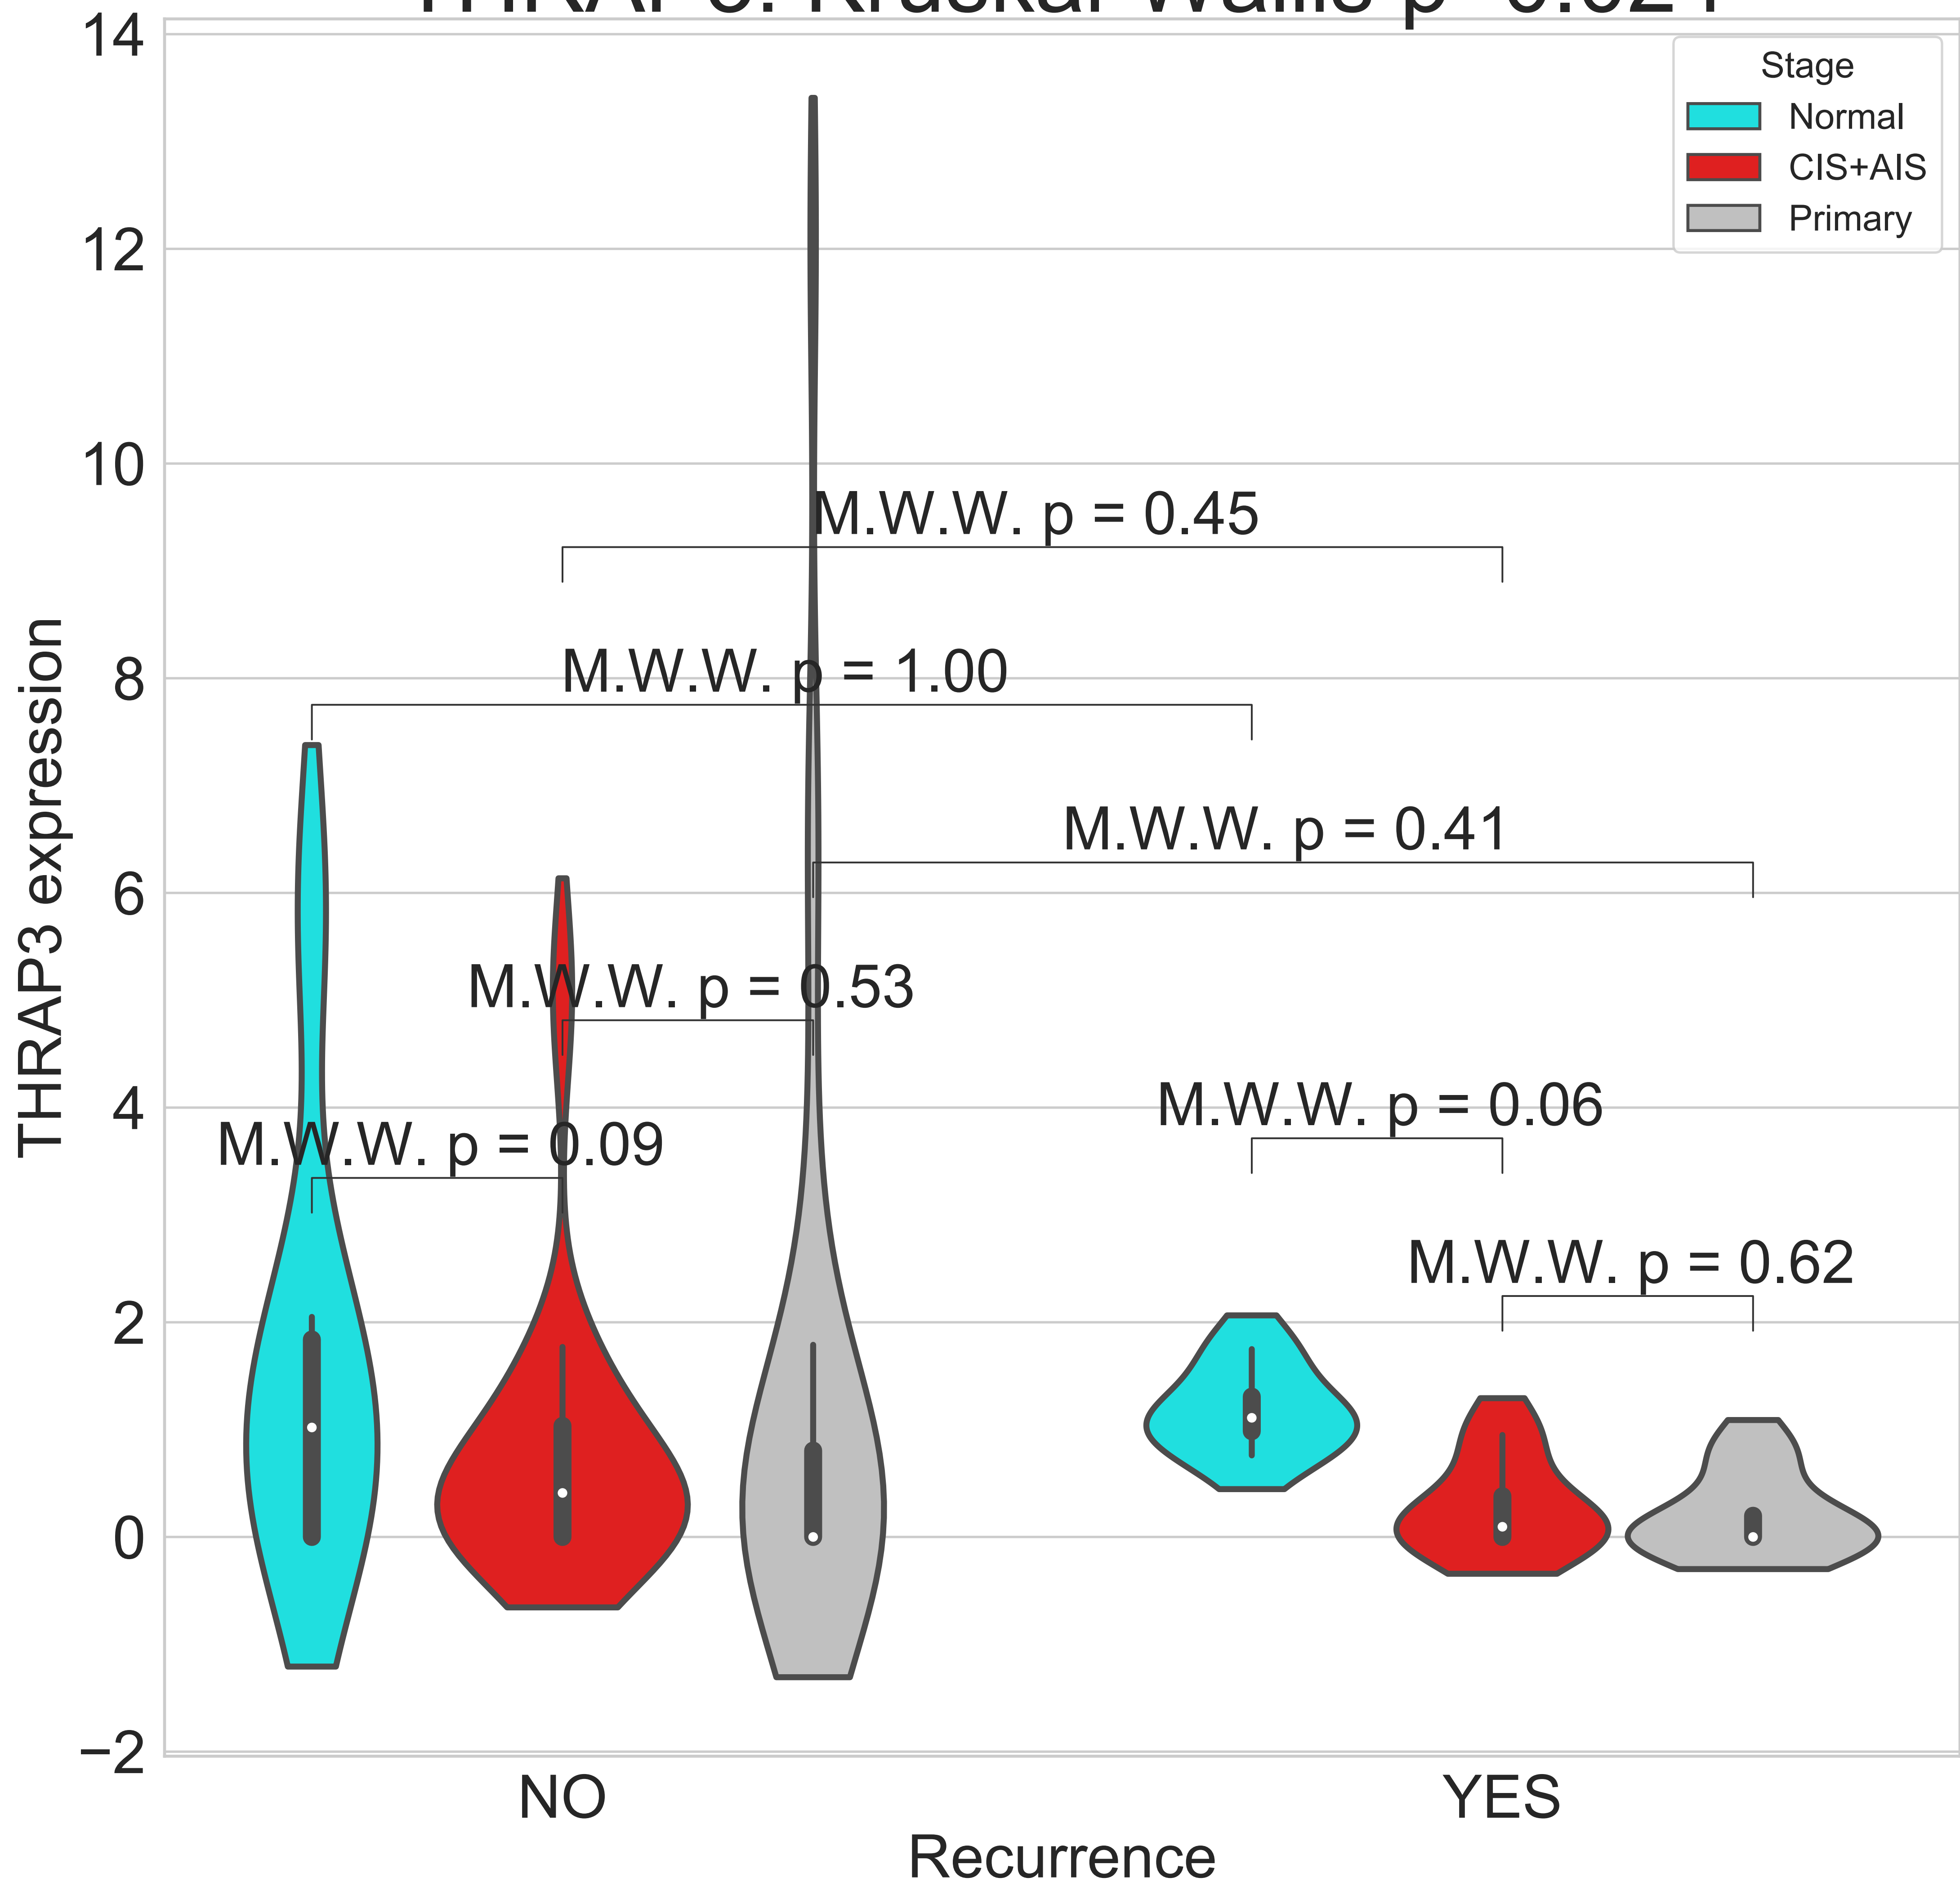 14
12
10
8
6
4
2
0
−2
THRAP3 expression
Stage
Normal
CIS+AIS
Primary
M.W.W. p = 0.45
M.W.W. p = 1.00
M.W.W. p = 0.41
M.W.W. p = 0.53
M.W.W. p = 0.06
M.W.W. p = 0.09
M.W.W. p = 0.62
NO
YES
Recurrence